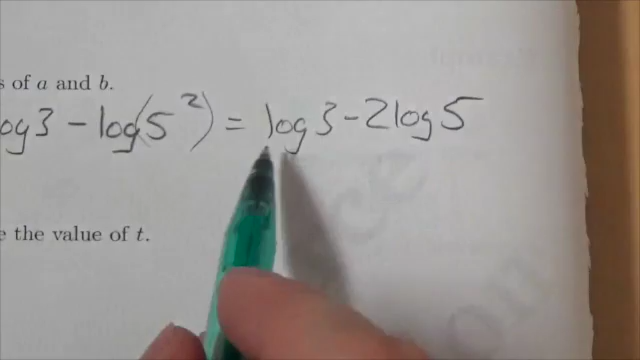 s of a and b.
og3 - log(5²) = log3 - 2log5
e the value of t.